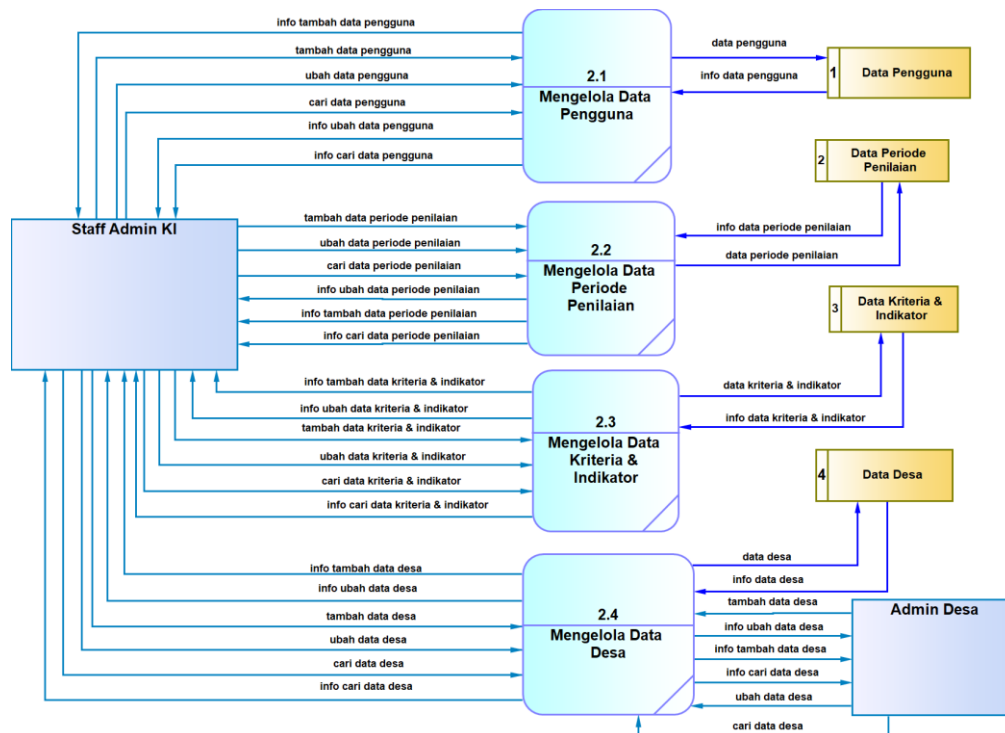 info tambah data pengguna
tambah data pengguna
ubah data pengguna
cari data pengguna
info ubah data pengguna
info cari data pengguna
2.1
Mengelola Data
Pengguna
data pengguna
info data pengguna
1
Data Pengguna
2
Data Periode
Penilaian
Staff Admin KI
tambah data periode penilaian
ubah data periode penilaian
cari data periode penilaian
info ubah data periode penilaian
info tambah data periode penilaian
info cari data periode penilaian
2.2
Mengelola Data
Periode
Penilaian
info data periode penilaian
data periode penilaian
3
Data Kriteria &
Indikator
info tambah data kriteria & indikator
info ubah data kriteria & indikator
tambah data kriteria & indikator
ubah data kriteria & indikator
cari data kriteria & indikator
info cari data kriteria & indikator
2.3
Mengelola Data
Kriteria &
Indikator
data kriteria & indikator
info data kriteria & indikator
4
Data Desa
info tambah data desa
info ubah data desa
tambah data desa
ubah data desa
cari data desa
info cari data desa
2.4
Mengelola Data
Desa
data desa
info data desa
tambah data desa
info ubah data desa
info tambah data desa
info cari data desa
ubah data desa
cari data desa
Admin Desa